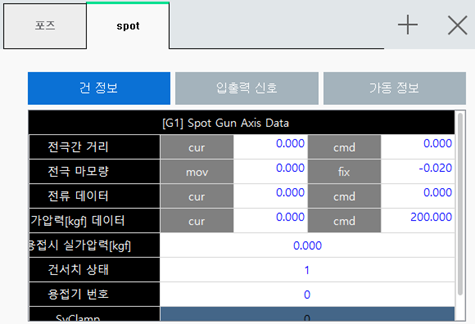 포즈 spot
건 정보 입출력 신호 가동 정보
[G1] Spot Gun Axis Data
전극간 거리 cur 0.000 cmd 0.000
전극 마모량 mov 0.000 fix -0.020
전류 데이터 cur 0.000 cmd 0.000
가압력[kgf] 데이터 cur 0.000 cmd 200.000
용접시 실가압력[kgf] 0.000
건서치 상태 1
용접기 번호 0
SvClamp 0